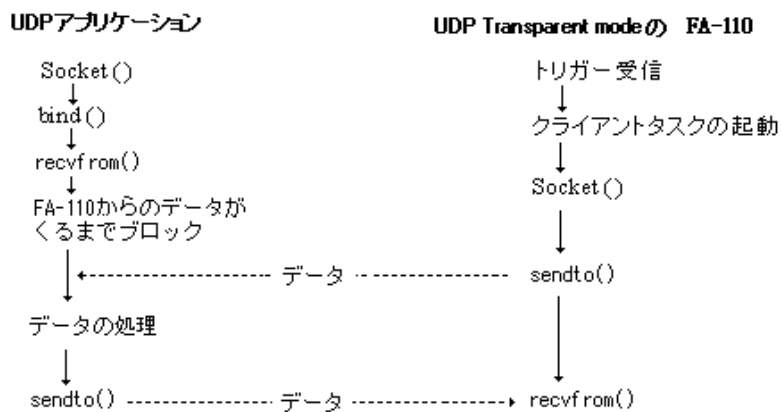 UDPアプリケーション
Socket()
bind()
recvfrom()
FA-110からのデータが
くるまでブロック
データの処理
sendto()
データ
データ
UDP Transparent modeの FA-110
トリガー受信
クライアントタスクの起動
Socket()
sendto()
recvfrom()